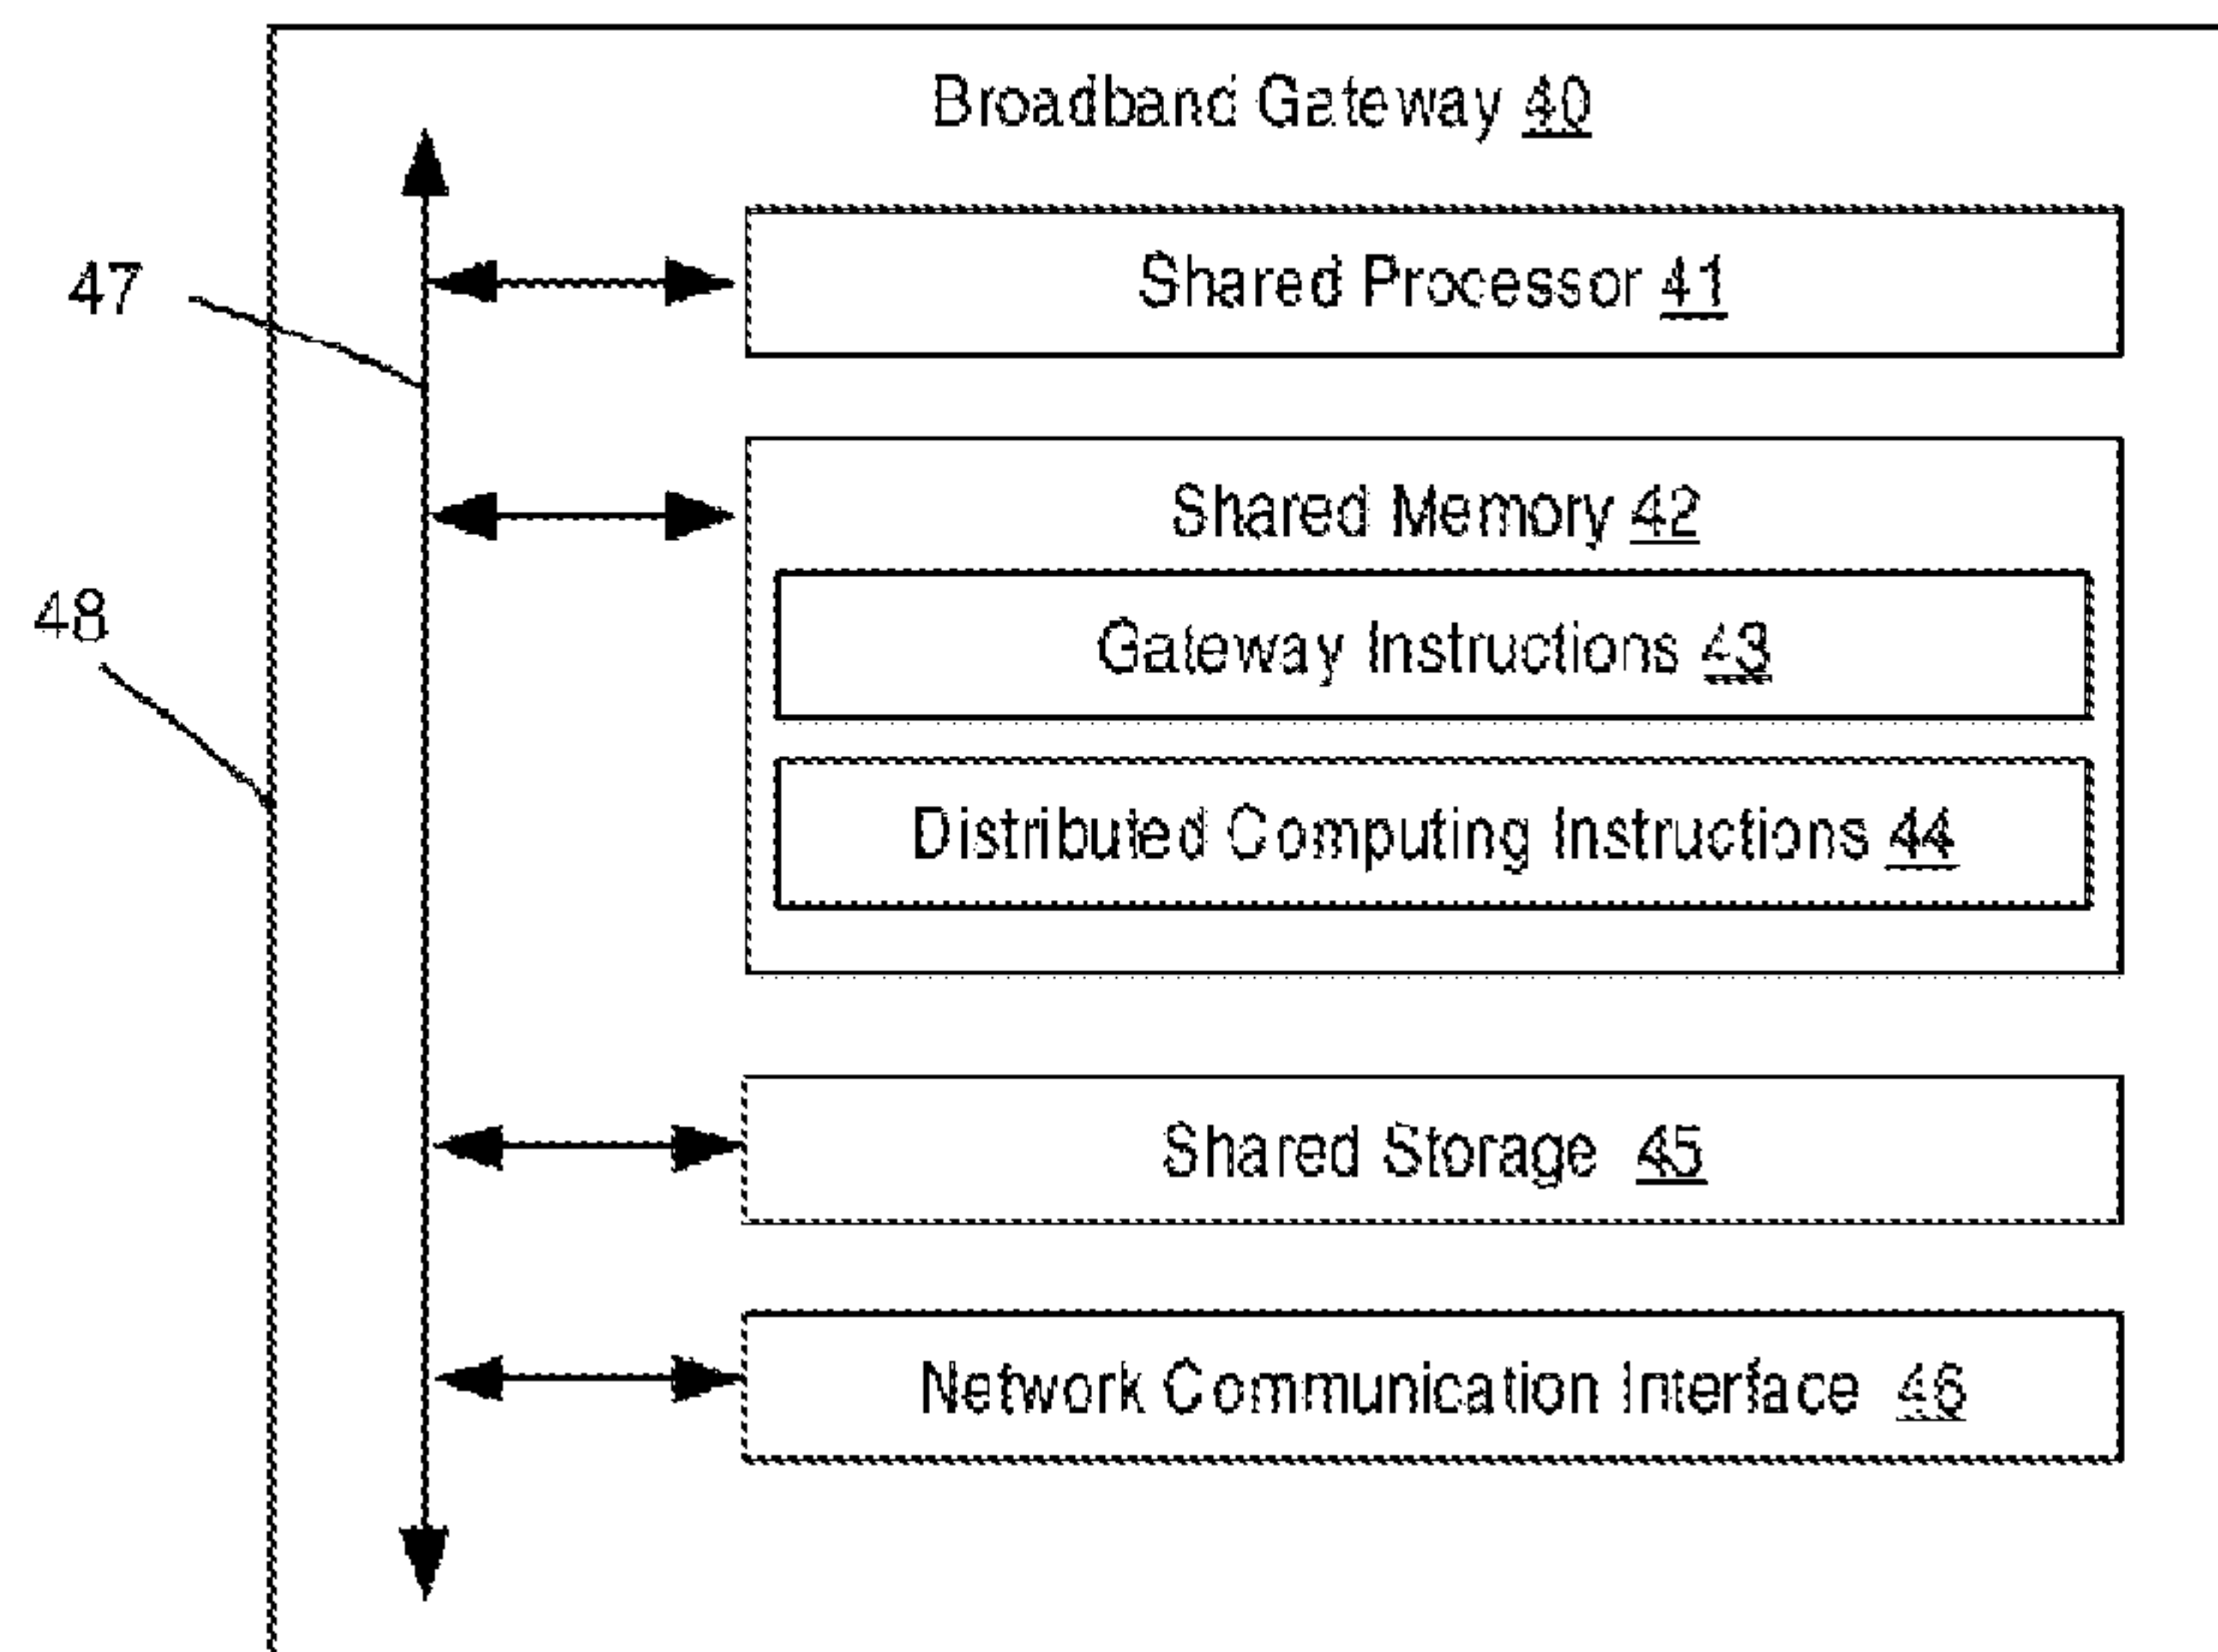 Broadband Gateway 40
47
Shared Processor 41
Shared Memory 42
48
Gateway Instructions 43
Distributed Computing Instructions 44
Shared Storage 45
Network Communication Interface 46